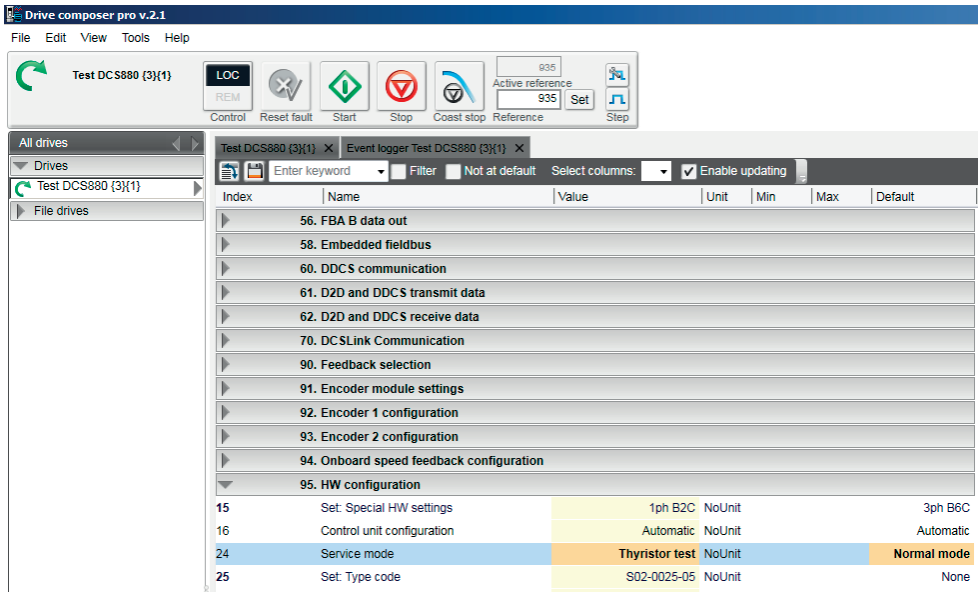 Drive composer pro v.2.1
File Edit View Tools Help
Test DCS880 {3}{1}
LOC
REM
Control
Reset fault
Start
Stop
Coast stop
935
Active reference
935 Set
Reference
Step
All drives
Drives
Test DCS880 {3}{1}
File drives
Test DCS880 {3}{1} X Event logger Test DCS880 {3}{1} X
Enter keyword Filter Not at default Select columns: Enable updating
Index Name Value Unit Min Max Default
56. FBA B data out
58. Embedded fieldbus
60. DDCS communication
61. D2D and DDCS transmit data
62. D2D and DDCS receive data
70. DCSLink Communication
90. Feedback selection
91. Encoder module settings
92. Encoder 1 configuration
93. Encoder 2 configuration
94. Onboard speed feedback configuration
95. HW configuration
15 Set: Special HW settings 1ph B2C NoUnit 3ph B6C
16 Control unit configuration Automatic NoUnit Automatic
24 Service mode Thyristor test NoUnit Normal mode
25 Set: Type code S02-0025-05 NoUnit None